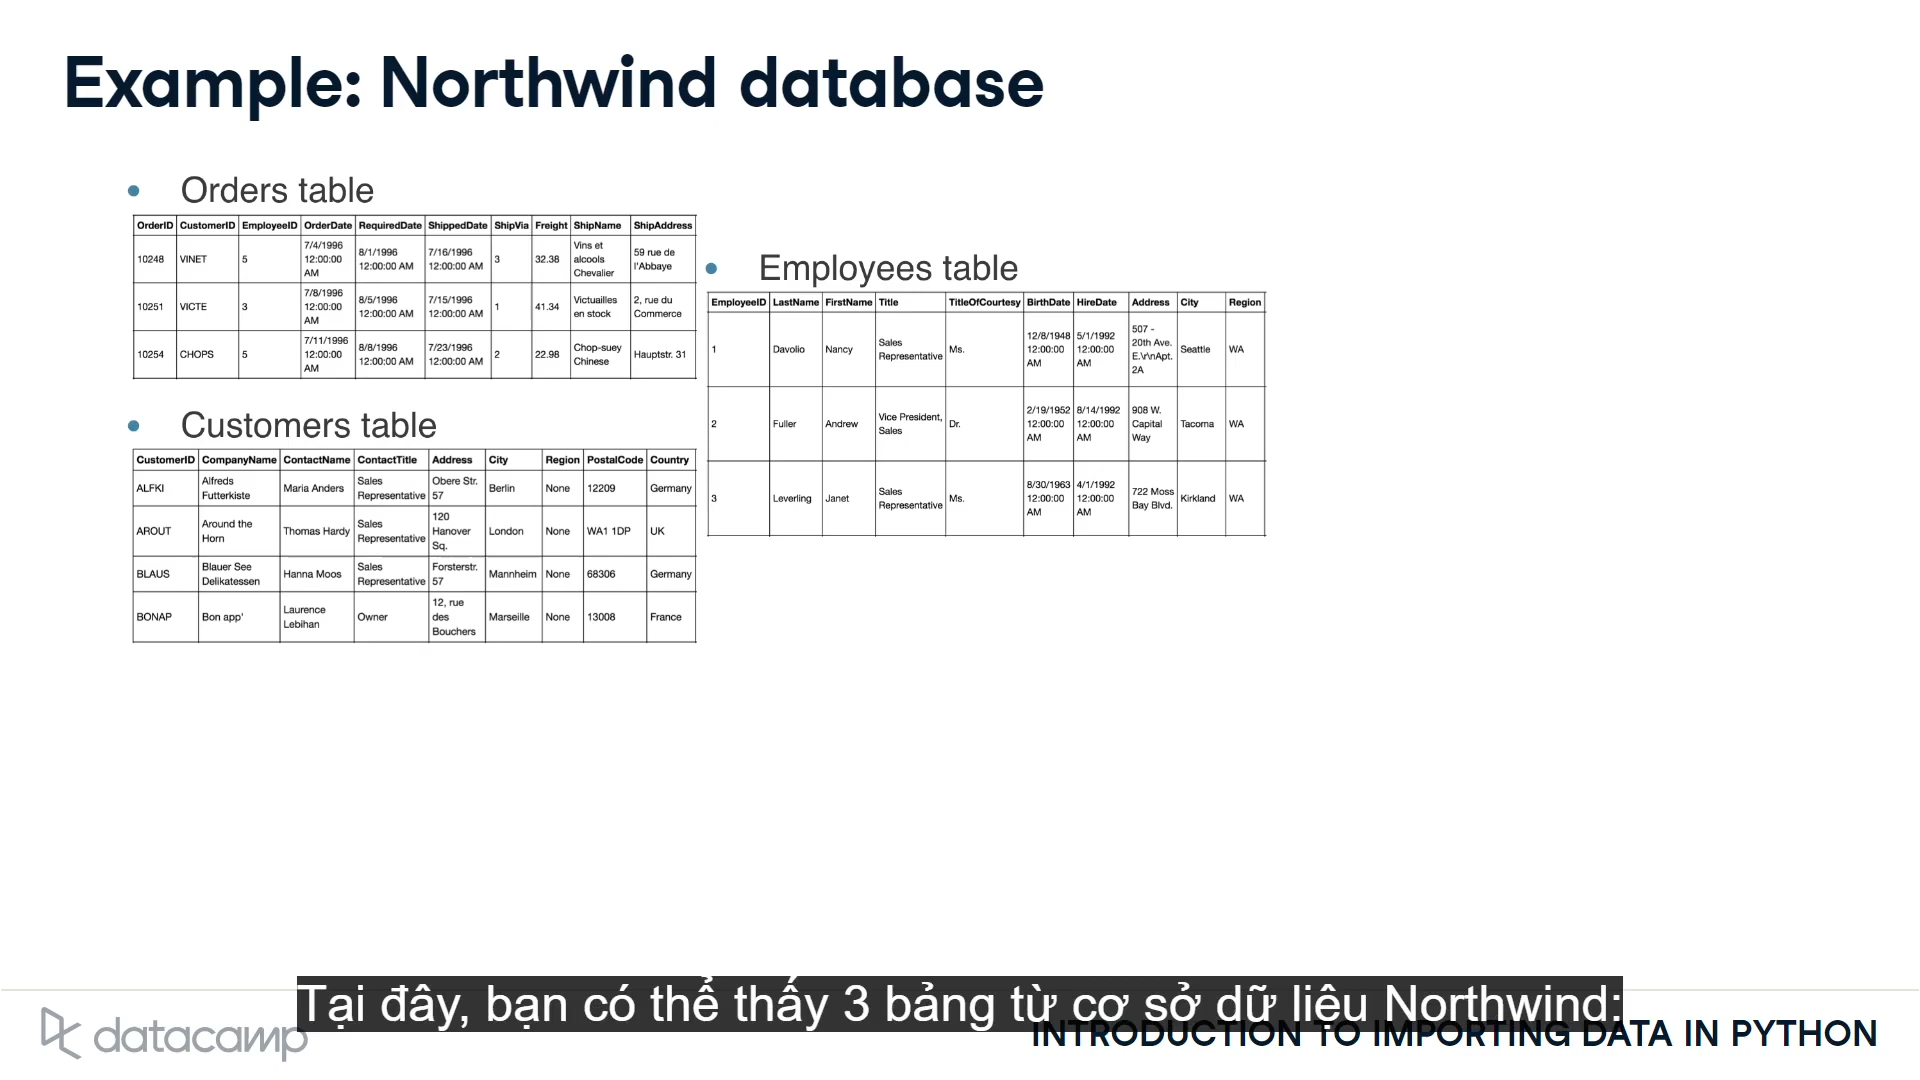 Example: Northwind database
• Orders table
OrderID CustomerID EmployeeID OrderDate RequiredDate ShippedDate ShipVia Freight ShipName ShipAddress
10248 VINET 5 7/4/1996 12:00:00 AM 8/1/1996 12:00:00 AM 7/16/1996 12:00:00 AM 3 32.38 Vins et alcools Chevalier 59 rue de l'Abbaye
10251 VICTE 3 7/8/1996 12:00:00 AM 8/5/1996 12:00:00 AM 7/15/1996 12:00:00 AM 1 41.34 Victuailles en stock 2, rue du Commerce
10254 CHOPS 5 7/11/1996 12:00:00 AM 8/8/1996 12:00:00 AM 7/23/1996 12:00:00 AM 2 22.98 Chop-suey Chinese Hauptstr. 31
• Customers table
CustomerID CompanyName ContactName ContactTitle Address City Region PostalCode Country
ALFKI Alfreds Futterkiste Maria Anders Sales Representative Obere Str. 57 Berlin None 12209 Germany
AROUT Around the Horn Thomas Hardy Sales Representative 120 Hanover Sq. London None WA1 1DP UK
BLAUS Blauer See Delikatessen Hanna Moos Sales Representative Forsterstr. 57 Mannheim None 68306 Germany
BONAP Bon app' Laurence Lebihan Owner 12, rue des Bouchers Marseille None 13008 France
• Employees table
EmployeeID LastName FirstName Title TitleOfCourtesy BirthDate HireDate Address City Region
1 Davolio Nancy Sales Representative Ms. 12/8/1948 12:00:00 AM 5/1/1992 12:00:00 AM 507 - 20th Ave. E.\r\nApt. 2A Seattle WA
2 Fuller Andrew Vice President, Sales Dr. 2/19/1952 12:00:00 AM 8/14/1992 12:00:00 AM 908 W. Capital Way Tacoma WA
3 Leverling Janet Sales Representative Ms. 8/30/1963 12:00:00 AM 4/1/1992 12:00:00 AM 722 Moss Bay Blvd. Kirkland WA
Tại đây, bạn có thể thấy 3 bảng từ cơ sở dữ liệu Northwind:
datacamp
INTRODUCTION TO IMPORTING DATA IN PYTHON